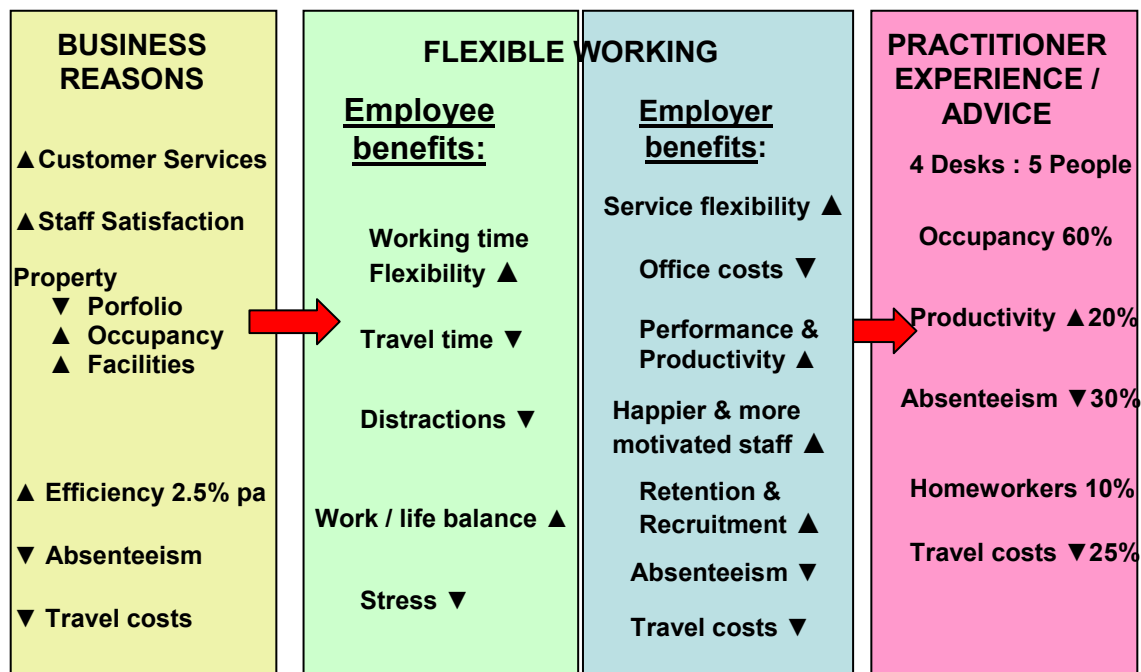 BUSINESS
REASONS
▲Customer Services
▲Staff Satisfaction
Property
▼ Porfolio
▲ Occupancy
▲ Facilities
▲ Efficiency 2.5% pa
▼ Absenteeism
▼ Travel costs
FLEXIBLE WORKING
Employee
benefits:
Working time
Flexibility ▲
Travel time ▼
Distractions ▼
Work / life balance ▲
Stress ▼
Employer
benefits:
Service flexibility ▲
Office costs ▼
Performance &
Productivity ▲
Happier & more
motivated staff ▲
Retention &
Recruitment ▲
Absenteeism ▼
Travel costs ▼
PRACTITIONER
EXPERIENCE /
ADVICE
4 Desks : 5 People
Occupancy 60%
Productivity ▲20%
Absenteeism ▼30%
Homeworkers 10%
Travel costs ▼25%